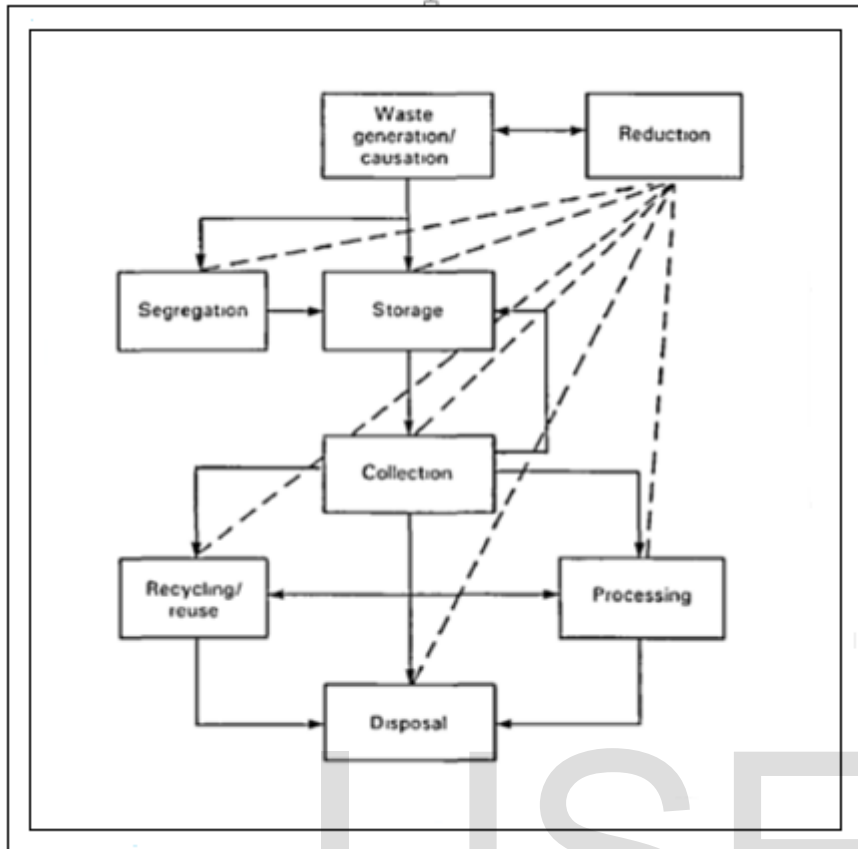 Waste
generation/
causation
Reduction
Segregation
Storage
Collection
Recycling/
reuse
Processing
Disposal